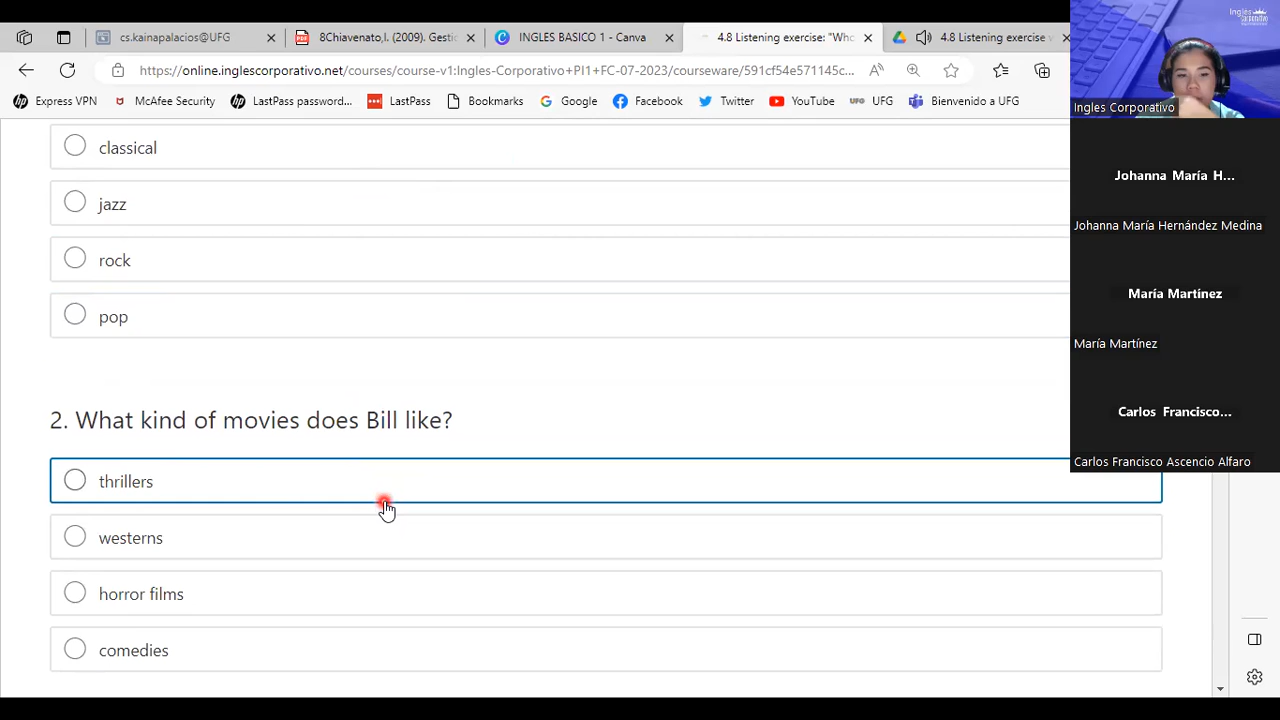 cs.kainapalacios@UFG
8Chiavenato,I. (2009). Gesti
INGLES BASICO 1 - Canva
4.8 Listening exercise: "Who
4.8 Listening exercise
https://online.inglescorporativo.net/courses/course-v1:Ingles-Corporativo+PI1+FC-07-2023/courseware/591cf54e571145c...
Express VPN
McAfee Security
LastPass password...
LastPass
Bookmarks
Google
Facebook
Twitter
YouTube
UFG
Bienvenido a UFG
Ingles Corporativo
classical
jazz
rock
pop
2. What kind of movies does Bill like?
thrillers
westerns
horror films
comedies
Johanna María H...
Johanna María Hernández Medina
María Martínez
María Martínez
Carlos Francisco...
Carlos Francisco Ascencio Alfaro